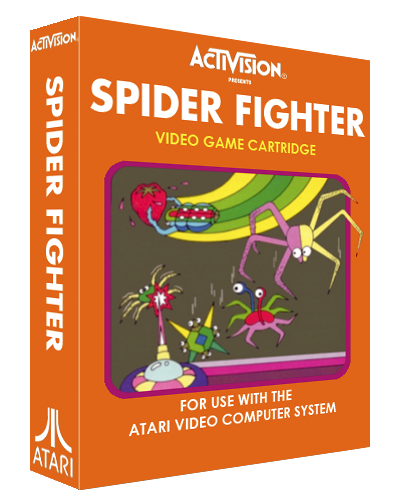 ACTIVISION®
SPIDER FIGHTER
ATARI
ACTIVISION®
PRESENTS
SPIDER FIGHTER
VIDEO GAME CARTRIDGE
FOR USE WITH THE
ATARI VIDEO COMPUTER SYSTEM